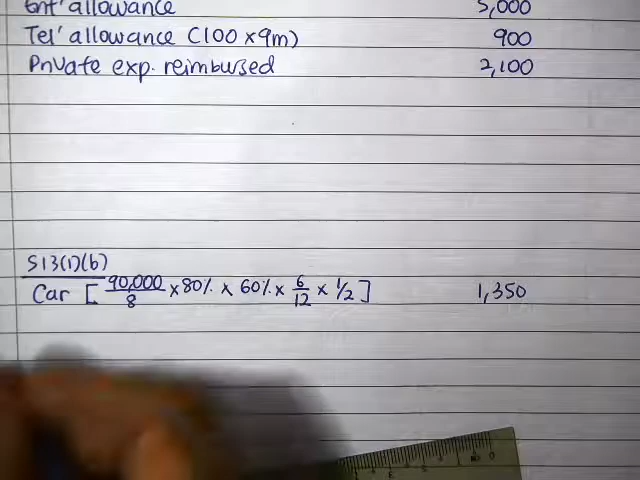 Ent' allowance 5,000
Tel' allowance (100 x 9m) 900
Private exp. reimbursed 2,100
S13(1)(b)
Car [ 90,000/8 x 80% x 60% x 6/12 x 1/2 ] 1,350